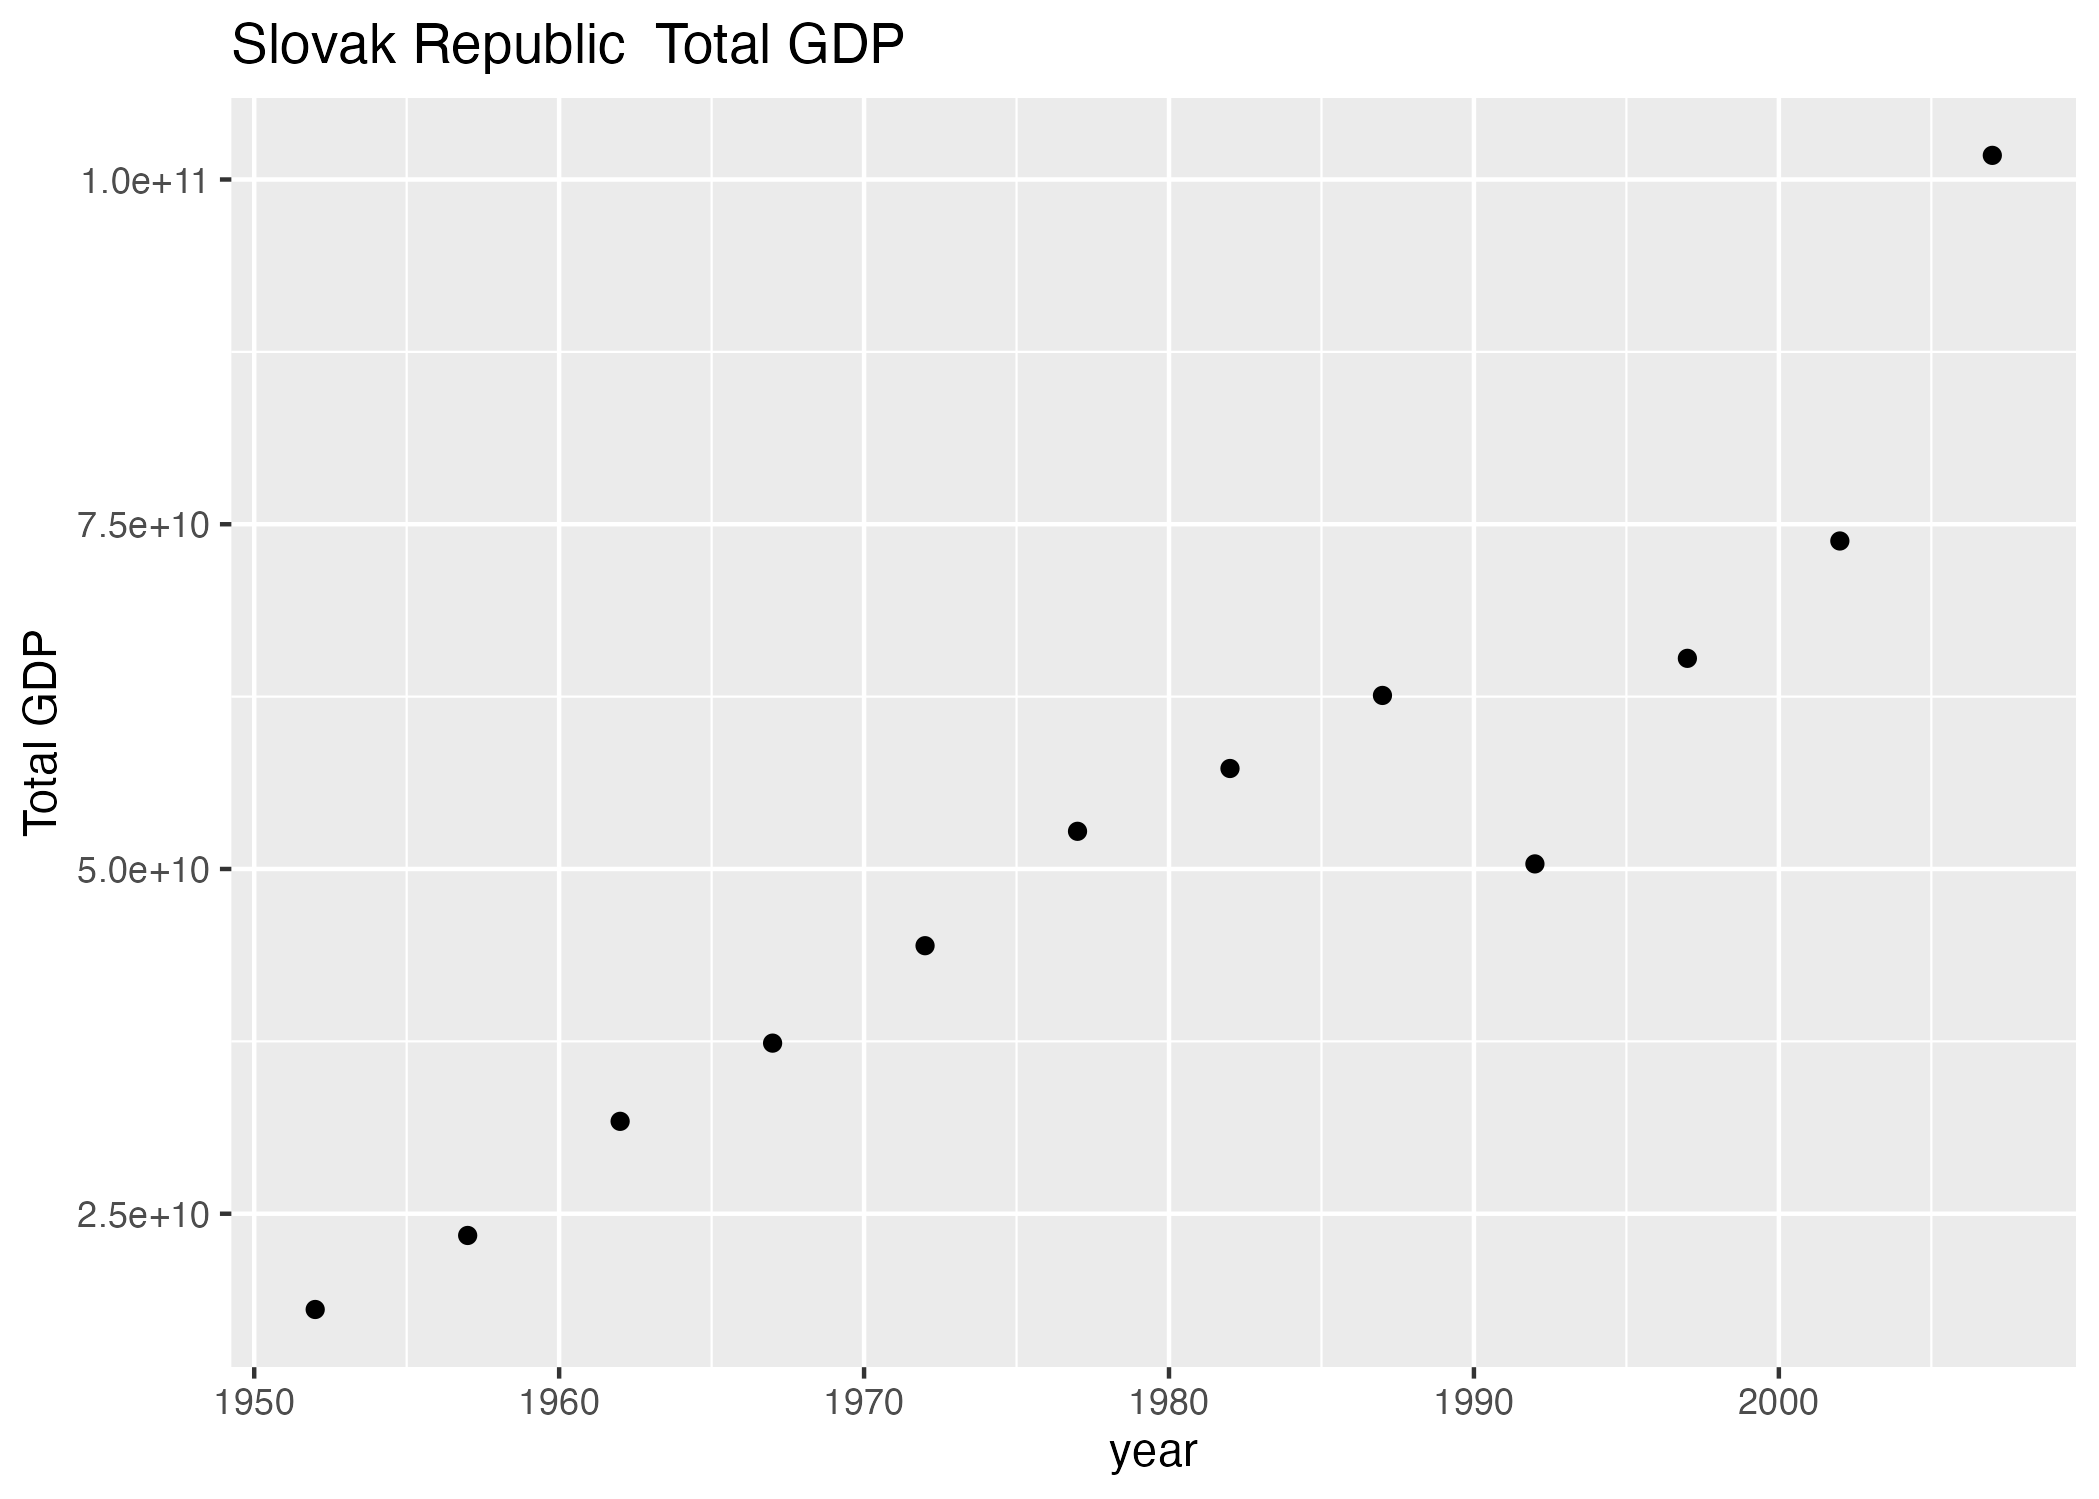 Slovak Republic  Total GDP
Total GDP
1.0e+11
7.5e+10
5.0e+10
2.5e+10
1950 1960 1970 1980 1990 2000
year